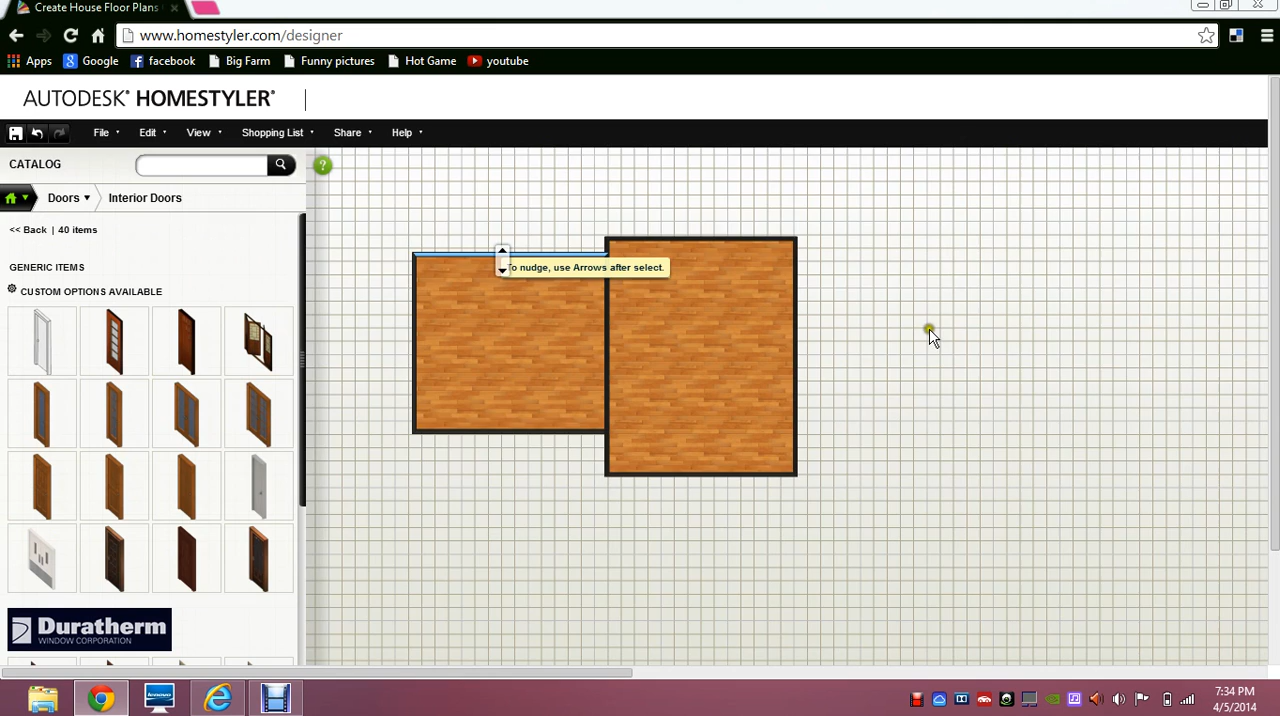 Create House Floor Plans
www.homestyler.com/designer
Apps Google facebook Big Farm Funny pictures Hot Game youtube
AUTODESK® HOMESTYLER®
File Edit View Shopping List Share Help
CATALOG
?
Doors Interior Doors
<< Back | 40 items
GENERIC ITEMS
CUSTOM OPTIONS AVAILABLE
To nudge, use Arrows after select.
Duratherm
WINDOW CORPORATION
7:34 PM
4/5/2014